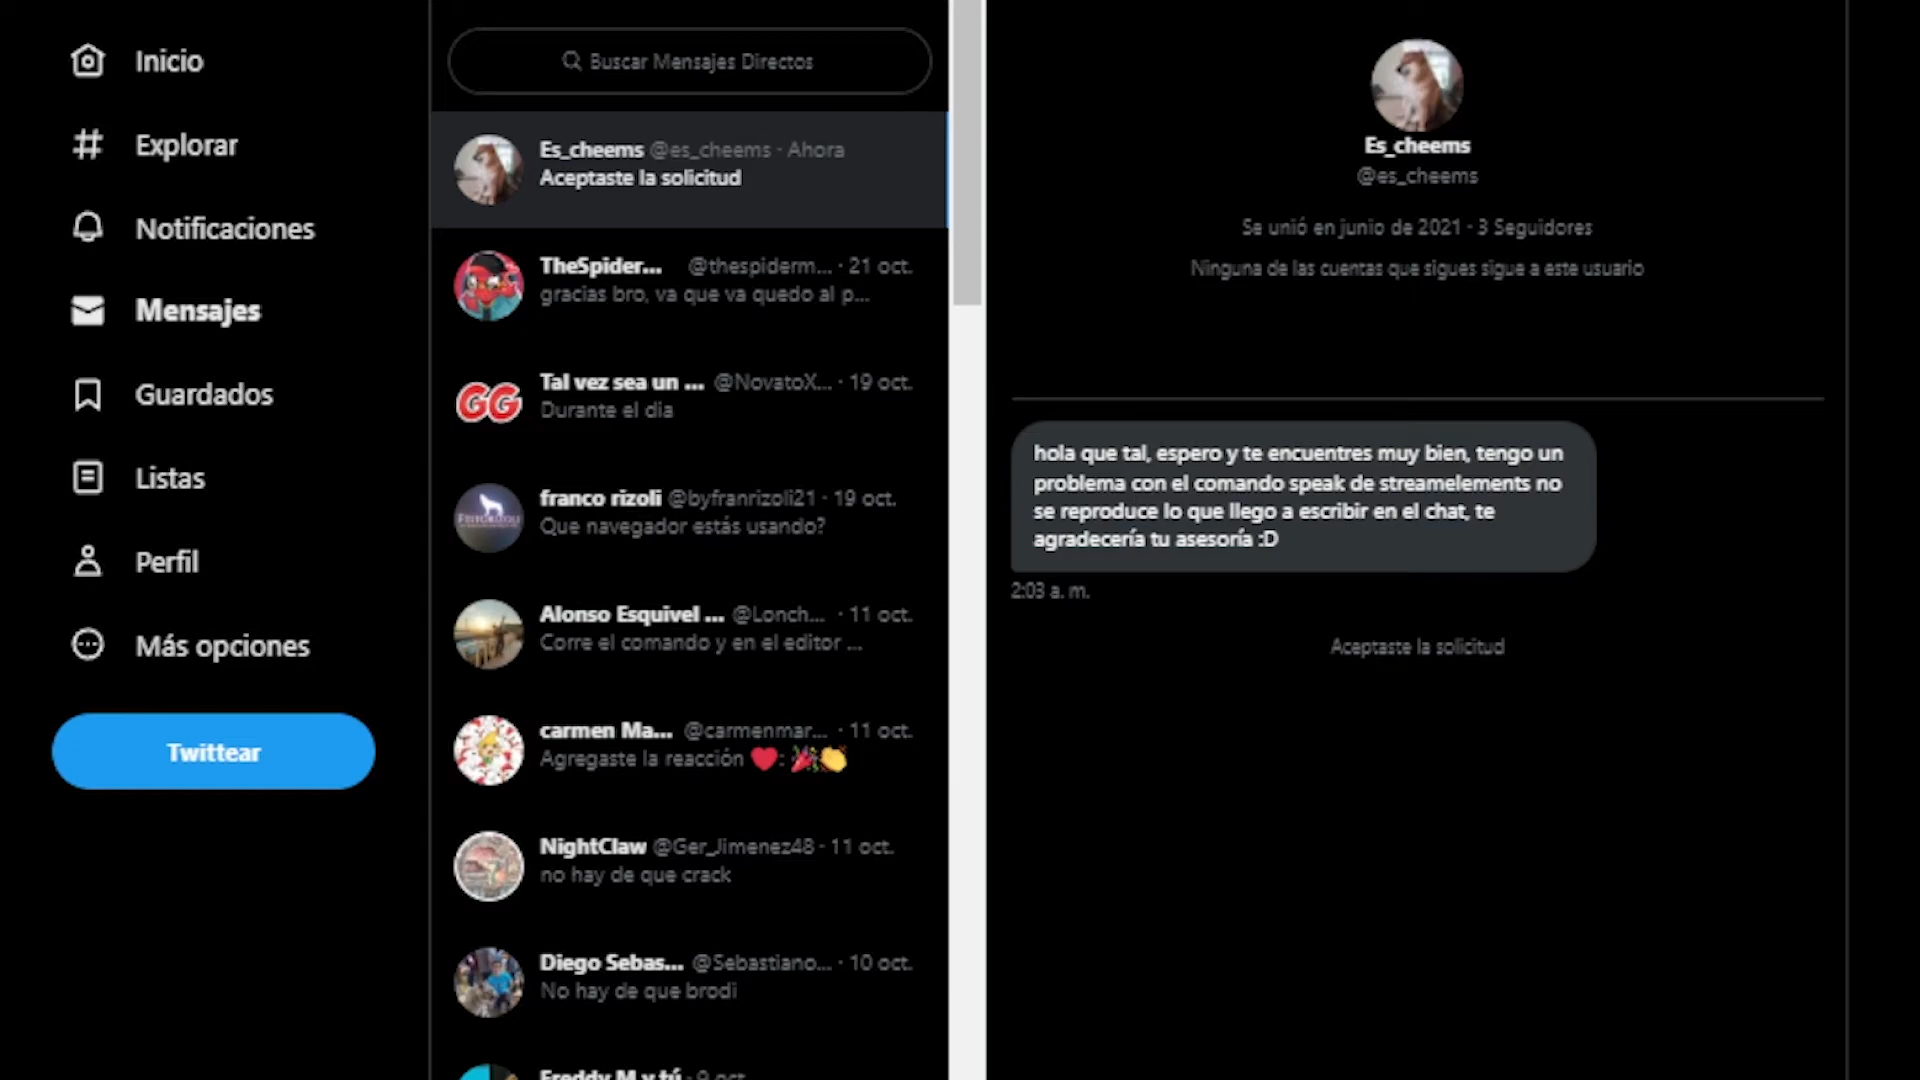 Inicio
Explorar
Notificaciones
Mensajes
Guardados
Listas
Perfil
Más opciones
Twittear
Buscar Mensajes Directos
Es_cheems @es_cheems · Ahora
Aceptaste la solicitud
TheSpider... @thespiderm... · 21 oct.
gracias bro, va que va quedo al p...
Tal vez sea un ... @NovatoX... · 19 oct.
Durante el dia
franco rizoli @byfranrizoli21 · 19 oct.
Que navegador estás usando?
Alonso Esquivel ... @Lonch... · 11 oct.
Corre el comando y en el editor ...
carmen Ma... @carmenmar... · 11 oct.
Agregaste la reacción ❤️: 🎉👏
NightClaw @Ger_Jimenez48 · 11 oct.
no hay de que crack
Diego Sebas... @Sebastiano... · 10 oct.
No hay de que brodi
Freddy M y tú · 9 oct.
Es_cheems
@es_cheems
Se unió en junio de 2021 · 3 Seguidores
Ninguna de las cuentas que sigues sigue a este usuario
hola que tal, espero y te encuentres muy bien, tengo un
problema con el comando speak de streamelements no
se reproduce lo que llego a escribir en el chat, te
agradecería tu asesoría :D
2:03 a. m.
Aceptaste la solicitud